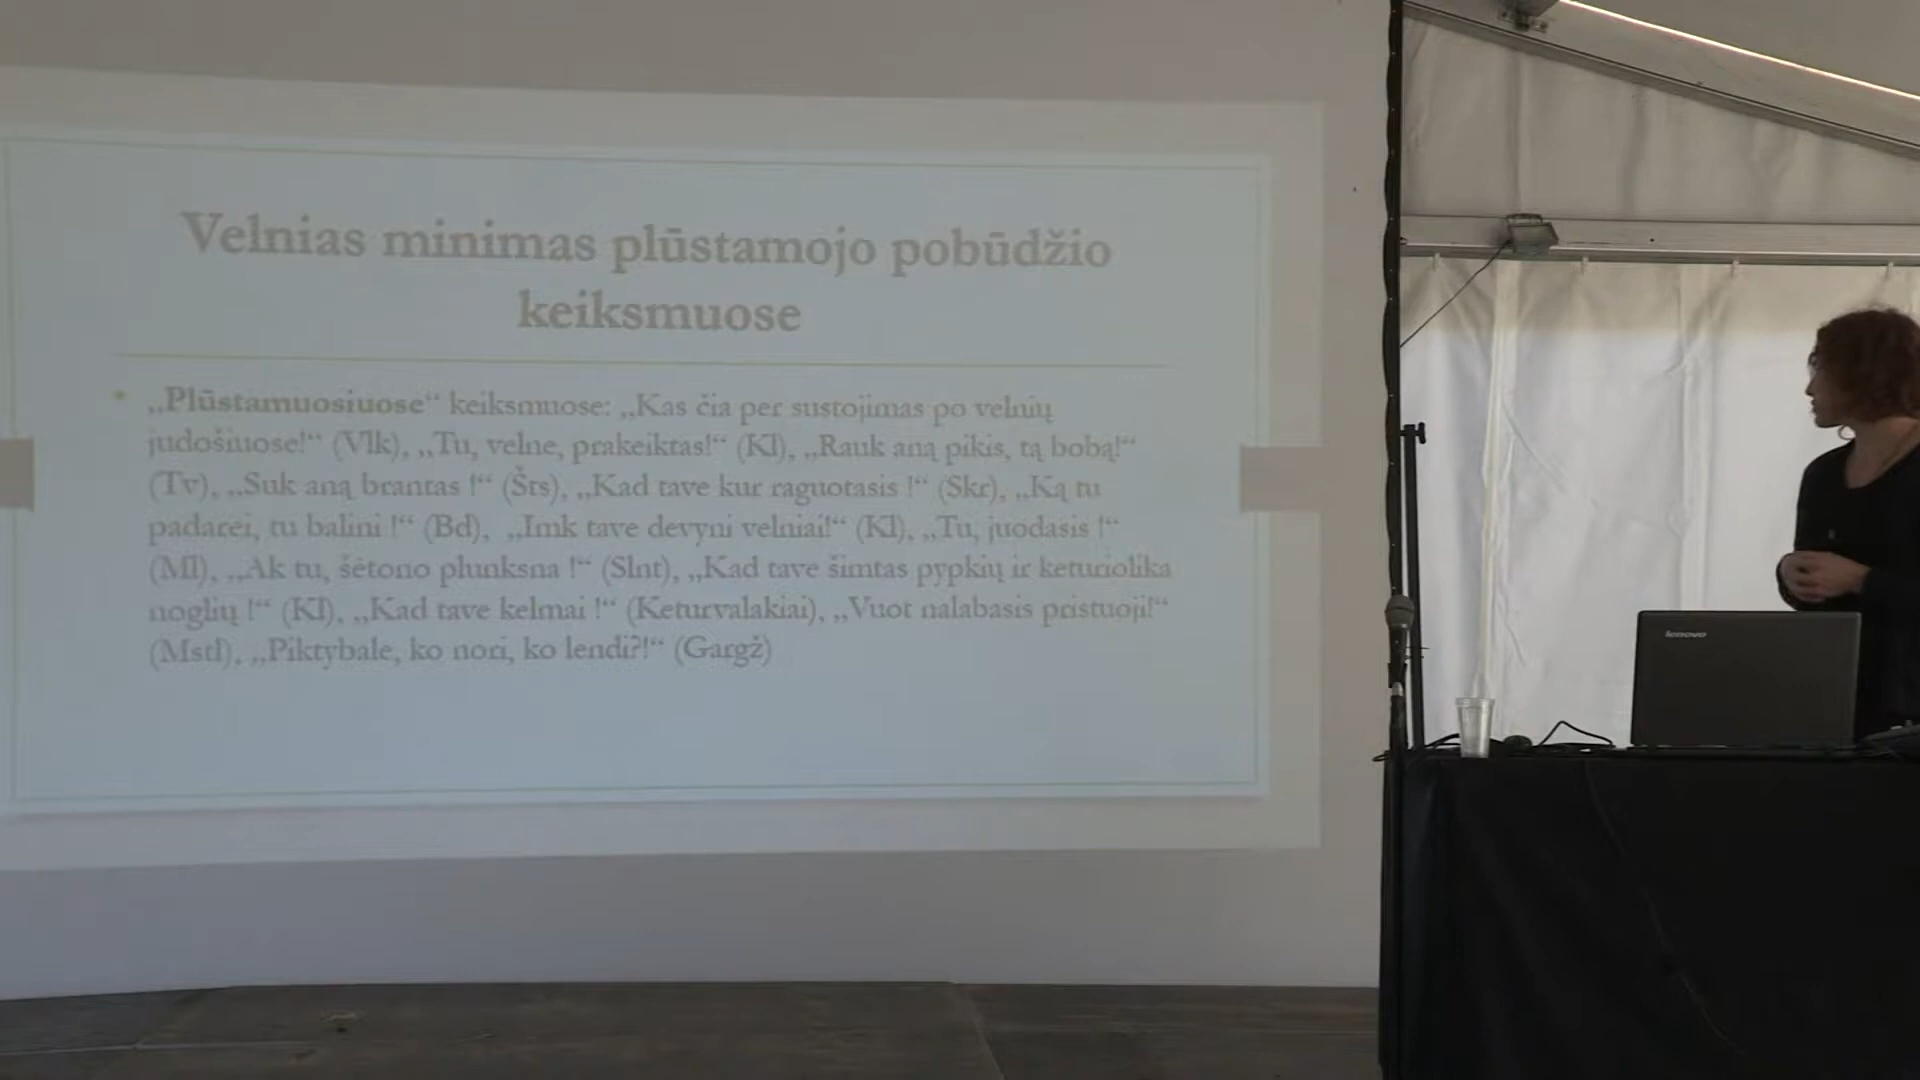 Velnias minimas plūstamojo pobūdžio
keiksmuose
„Plūstamuosiuose“ keiksmuose: „Kas čia per sustojimas po velnių
judošiuose!“ (Vlk), „Tu, velne, prakeiktas!“ (Kl), „Rauk aną pikis, tą bobą!“
(Tv), „Suk aną brantas !“ (Šts), „Kad tave kur raguotasis !“ (Skr), „Ką tu
padarei, tu balini !“ (Bd), „Imk tave devyni velniai!“ (Kl), „Tu, juodasis !“
(Ml), „Ak tu, šėtono plunksna !“ (Slnt), „Kad tave šimtas pypkių ir keturiolika
noglių !“ (Kl), „Kad tave kelmai !“ (Keturvalakiai), „Vuot nalabasis pristuoji!“
(Mstl), „Piktybale, ko nori, ko lendi?!“ (Gargž)
lenovo